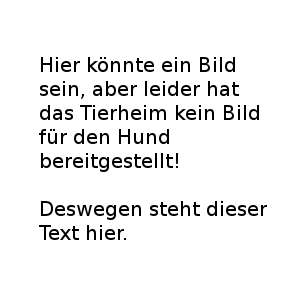 Hier könnte ein Bild
sein, aber leider hat
das Tierheim kein Bild
für den Hund
bereitgestellt!
Deswegen steht dieser
Text hier.